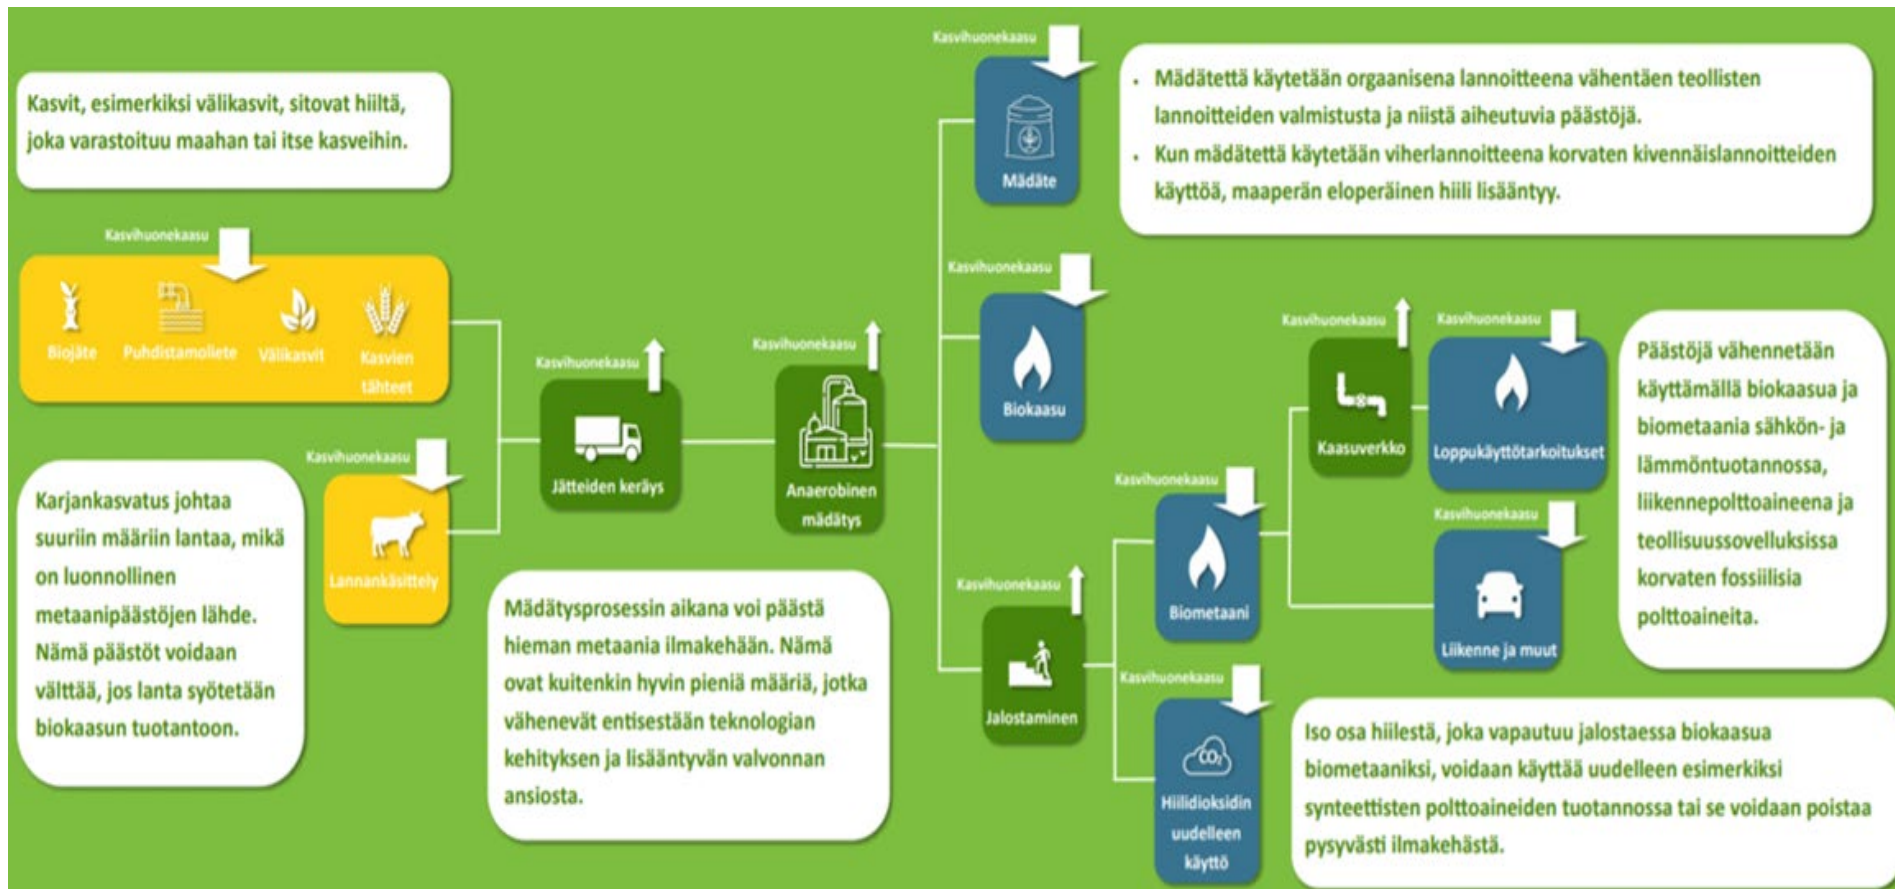 Kasvit, esimerkiksi välikasvit, sitovat hiiltä,
joka varastoituu maahan tai itse kasveihin.
Kasvihuonekaasu
Biojäte
Puhdistamoliete
Välikasvit
Kasvien
tähteet
Kasvihuonekaasu
Lannankäsittely
Karjankasvatus johtaa
suuriin määriin lantaa, mikä
on luonnollinen
metaanipäästöjen lähde.
Nämä päästöt voidaan
välttää, jos lanta syötetään
biokaasun tuotantoon.
Kasvihuonekaasu
Jätteiden keräys
Kasvihuonekaasu
Anaerobinen
mädätys
Mädätysprosessin aikana voi päästä
hieman metaania ilmakehään. Nämä
ovat kuitenkin hyvin pieniä määriä, jotka
vähenevät entisestään teknologian
kehityksen ja lisääntyvän valvonnan
ansiosta.
Kasvihuonekaasu
Mädäte
• Mädätettä käytetään orgaanisena lannoitteena vähentäen teollisten
lannoitteiden valmistusta ja niistä aiheutuvia päästöjä.
• Kun mädätettä käytetään viherlannoitteena korvaten kivennäislannoitteiden
käyttöä, maaperän eloperäinen hiili lisääntyy.
Kasvihuonekaasu
Biokaasu
Kasvihuonekaasu
Jalostaminen
Kasvihuonekaasu
Biometaani
Kasvihuonekaasu
CO₂
Hiilidioksidin
uudelleen
käyttö
Kasvihuonekaasu
Kaasuverkko
Kasvihuonekaasu
Loppukäyttötarkoitukset
Kasvihuonekaasu
Liikenne ja muut
Päästöjä vähennetään
käyttämällä biokaasua ja
biometaania sähkön- ja
lämmöntuotannossa,
liikennepolttoaineena ja
teollisuussovelluksissa
korvaten fossiilisia
polttoaineita.
Iso osa hiilestä, joka vapautuu jalostaessa biokaasua
biometaaniksi, voidaan käyttää uudelleen esimerkiksi
synteettisten polttoaineiden tuotannossa tai se voidaan poistaa
pysyvästi ilmakehästä.